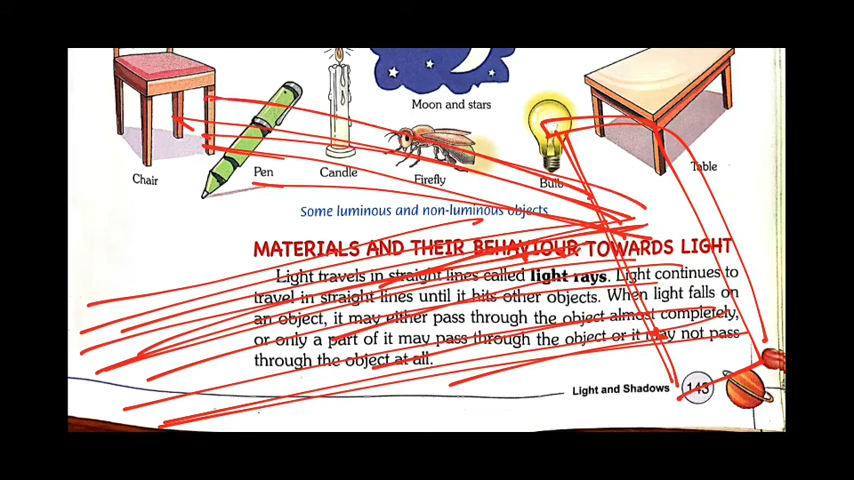 Moon and stars
Chair
Pen
Candle
Firefly
Bulb
Table
Some luminous and non-luminous objects
MATERIALS AND THEIR BEHAVIOUR TOWARDS LIGHT
Light travels in straight lines called light rays. Light continues to
travel in straight lines until it hits other objects. When light falls on
an object, it may either pass through the object almost completely,
or only a part of it may pass through the object or it may not pass
through the object at all.
Light and Shadows
143